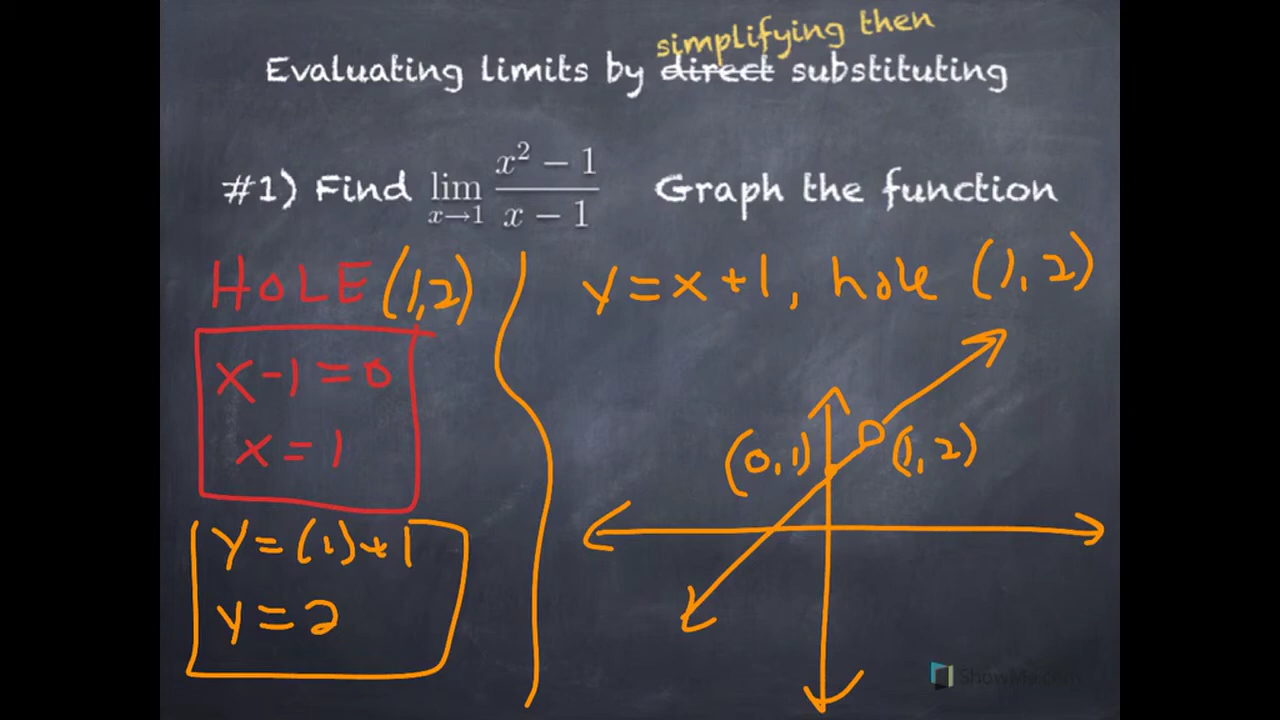 simplifying then
Evaluating limits by direct substituting
#1) Find lim x→1 x² − 1 / x − 1 Graph the function
HOLE (1,2)
x-1=0
x=1
y=(1)+1
y=2
y=x+1, hole (1,2)
(0,1) (1,2)
ShowMe.com